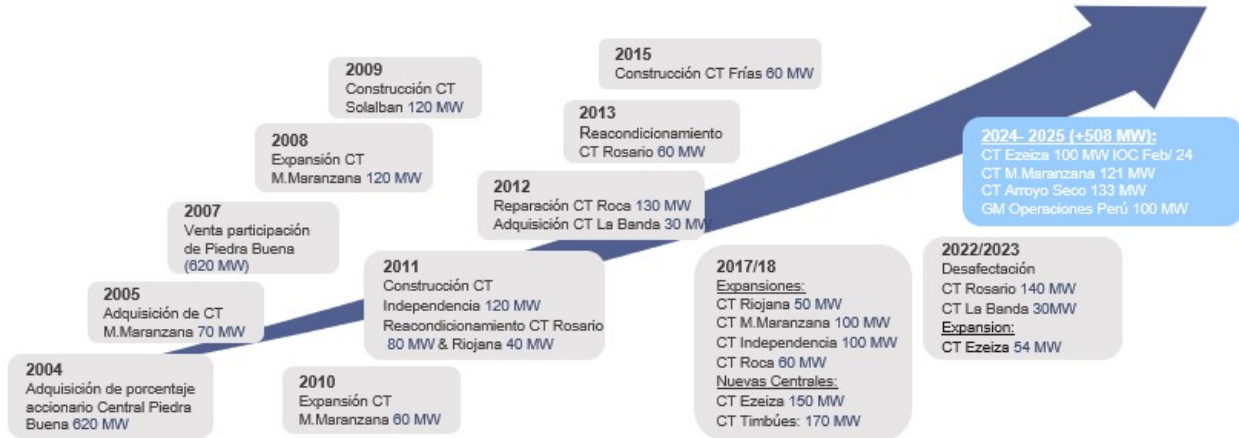 2004
Adquisición de porcentaje
accionario Central Piedra
Buena 620 MW
2005
Adquisición de CT
M.Maranzana 70 MW
2007
Venta participación
de Piedra Buena
(620 MW)
2008
Expansión CT
M.Maranzana 120 MW
2009
Construcción CT
Solalban 120 MW
2010
Expansión CT
M.Maranzana 60 MW
2011
Construcción CT
Independencia 120 MW
Reacondicionamiento CT Rosario
80 MW & Riojana 40 MW
2012
Reparación CT Roca 130 MW
Adquisición CT La Banda 30 MW
2013
Reacondicionamiento
CT Rosario 60 MW
2015
Construcción CT Frías 60 MW
2017/18
Expansiones:
CT Riojana 50 MW
CT M.Maranzana 100 MW
CT Independencia 100 MW
CT Roca 60 MW
Nuevas Centrales:
CT Ezeiza 150 MW
CT Timbúes: 170 MW
2022/2023
Desafectación
CT Rosario 140 MW
CT La Banda 30MW
Expansion:
CT Ezeiza 54 MW
2024- 2025 (+508 MW):
CT Ezeiza 100 MW IOC Feb/ 24
CT M.Maranzana 121 MW
CT Arroyo Seco 133 MW
GM Operaciones Perú 100 MW